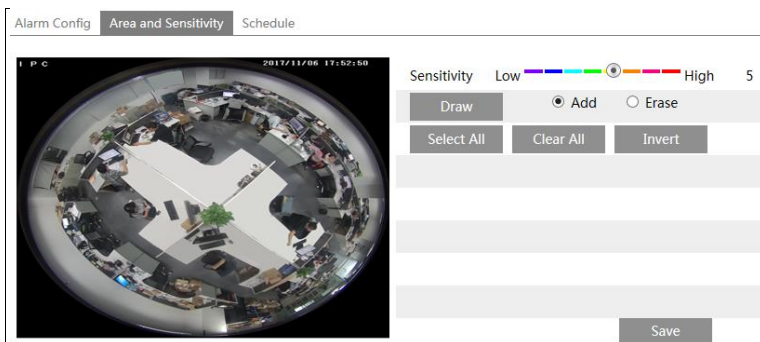 Alarm Config Area and Sensitivity Schedule
I P C 2017/11/06 17:52:50
Sensitivity Low High 5
Draw Add Erase
Select All Clear All Invert
Save